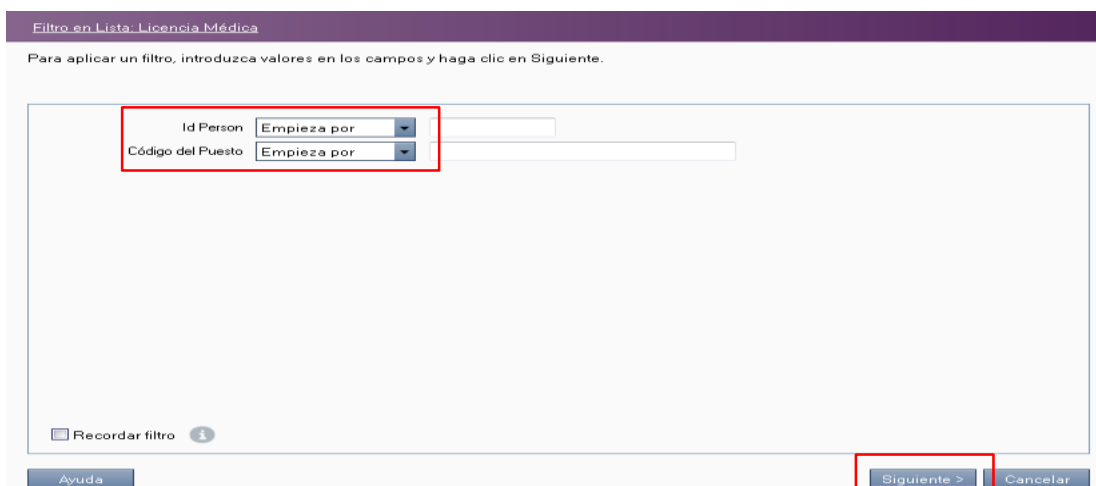 Filtro en Lista: Licencia Médica
Para aplicar un filtro, introduzca valores en los campos y haga clic en Siguiente.
Id Person Empieza por
Código del Puesto Empieza por
Recordar filtro i
Ayuda Siguiente > Cancelar